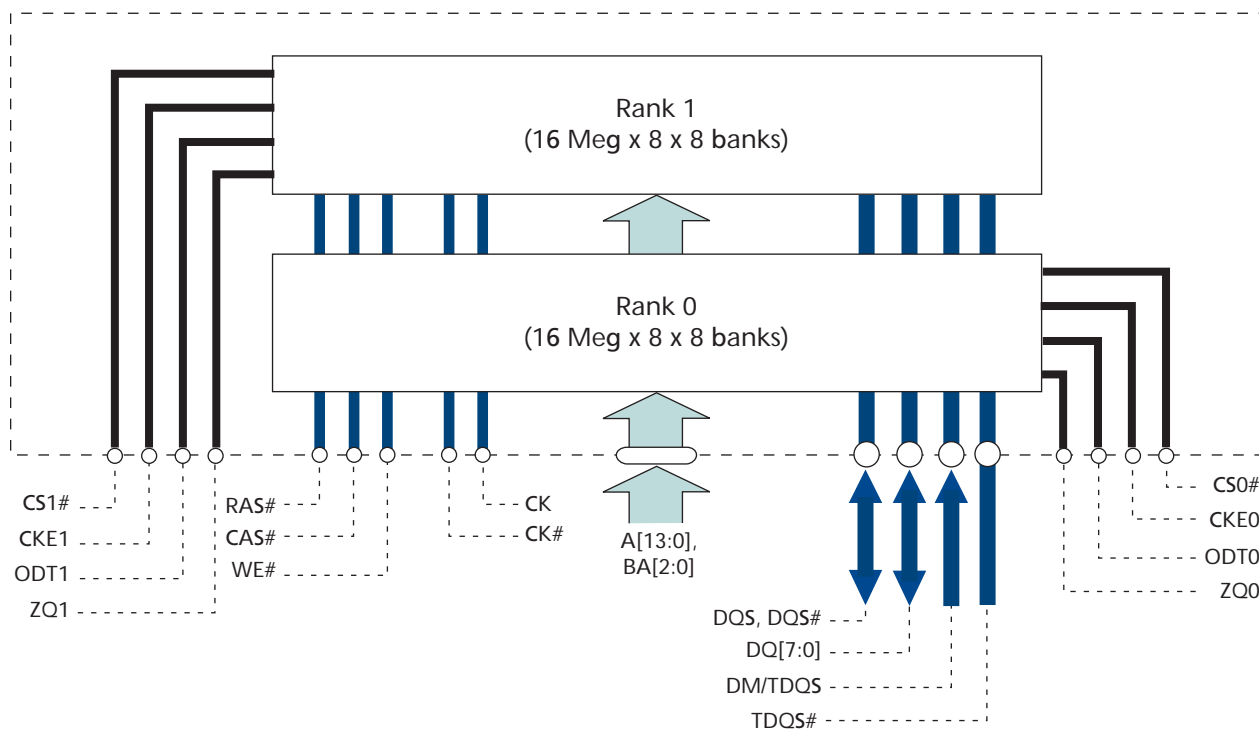 Rank 1
(16 Meg x 8 x 8 banks)
Rank 0
(16 Meg x 8 x 8 banks)
CS1#
CKE1
ODT1
ZQ1
RAS#
CAS#
WE#
CK
CK#
A[13:0],
BA[2:0]
DQS, DQS#
DQ[7:0]
DM/TDQS
TDQS#
CS0#
CKE0
ODT0
ZQ0